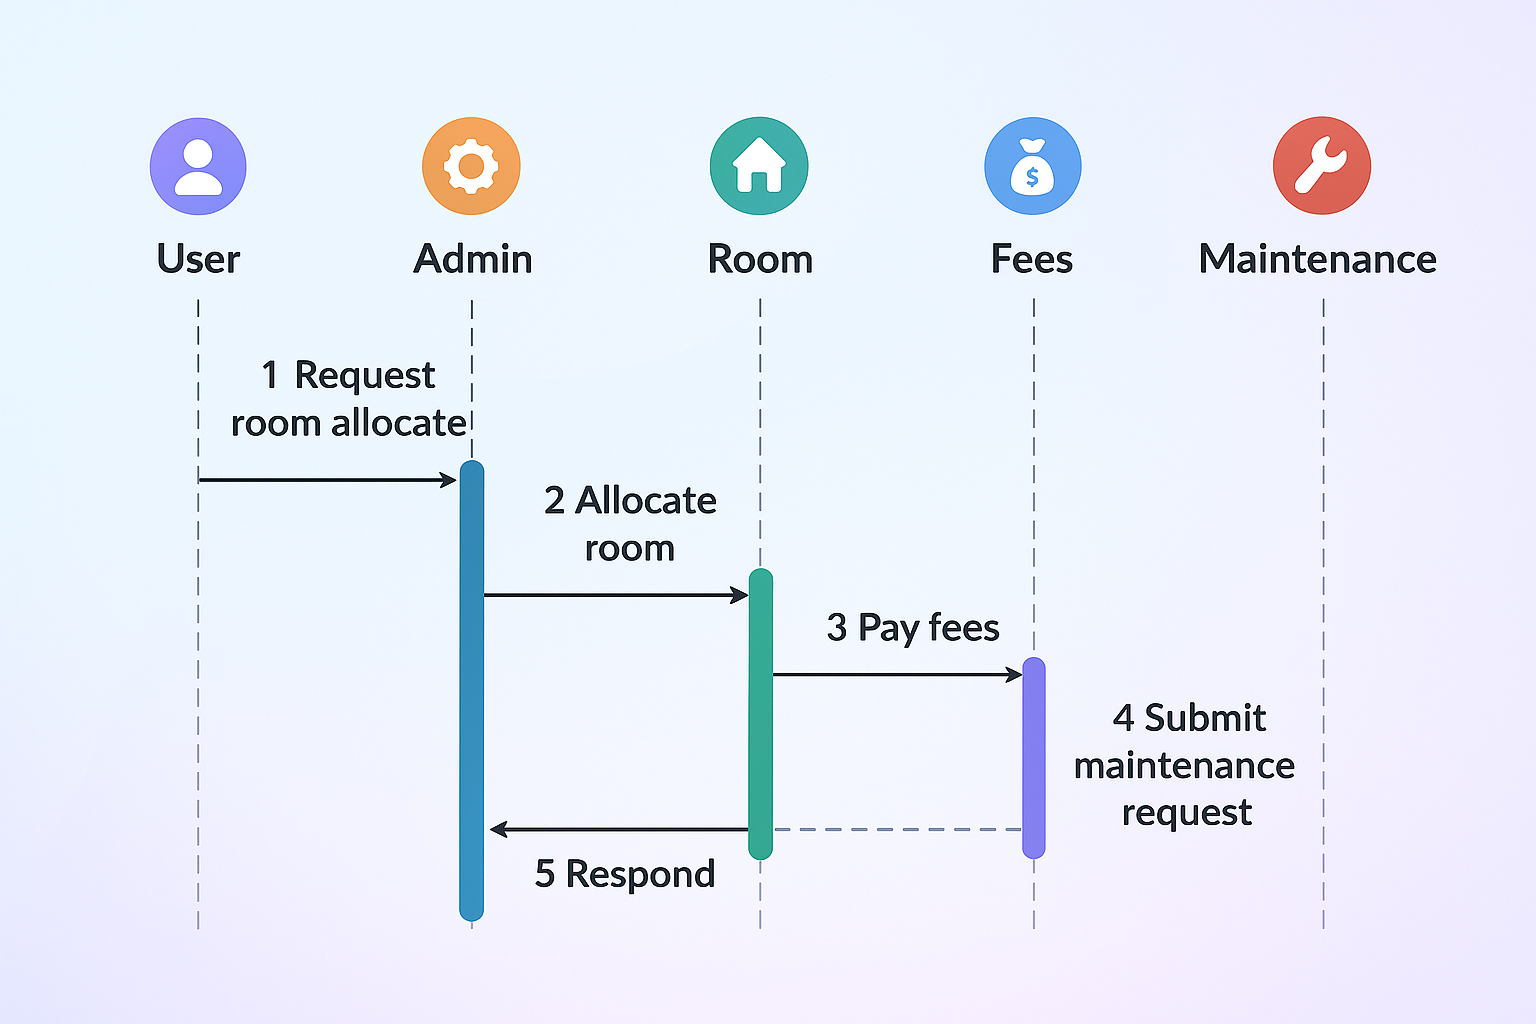 User
Admin
Room
Fees
$
Maintenance
1 Request
room allocate
2 Allocate
room
3 Pay fees
4 Submit
maintenance
request
5 Respond